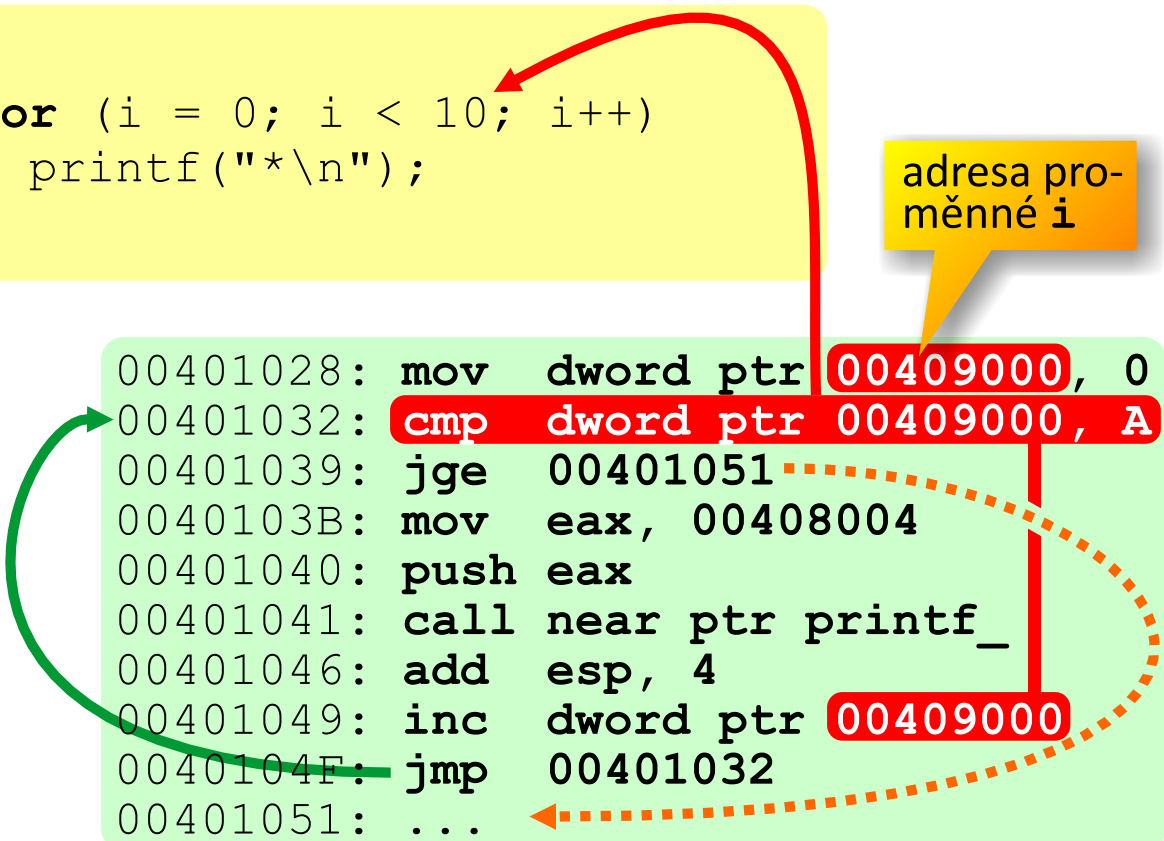 or (i = 0; i < 10; i++)
printf("*\n");
adresa pro-
měnné i
00401028: mov dword ptr 00409000, 0
00401032: cmp dword ptr 00409000, A
00401039: jge 00401051
0040103B: mov eax, 00408004
00401040: push eax
00401041: call near ptr printf_
00401046: add esp, 4
00401049: inc dword ptr 00409000
0040104F: jmp 00401032
00401051: ...